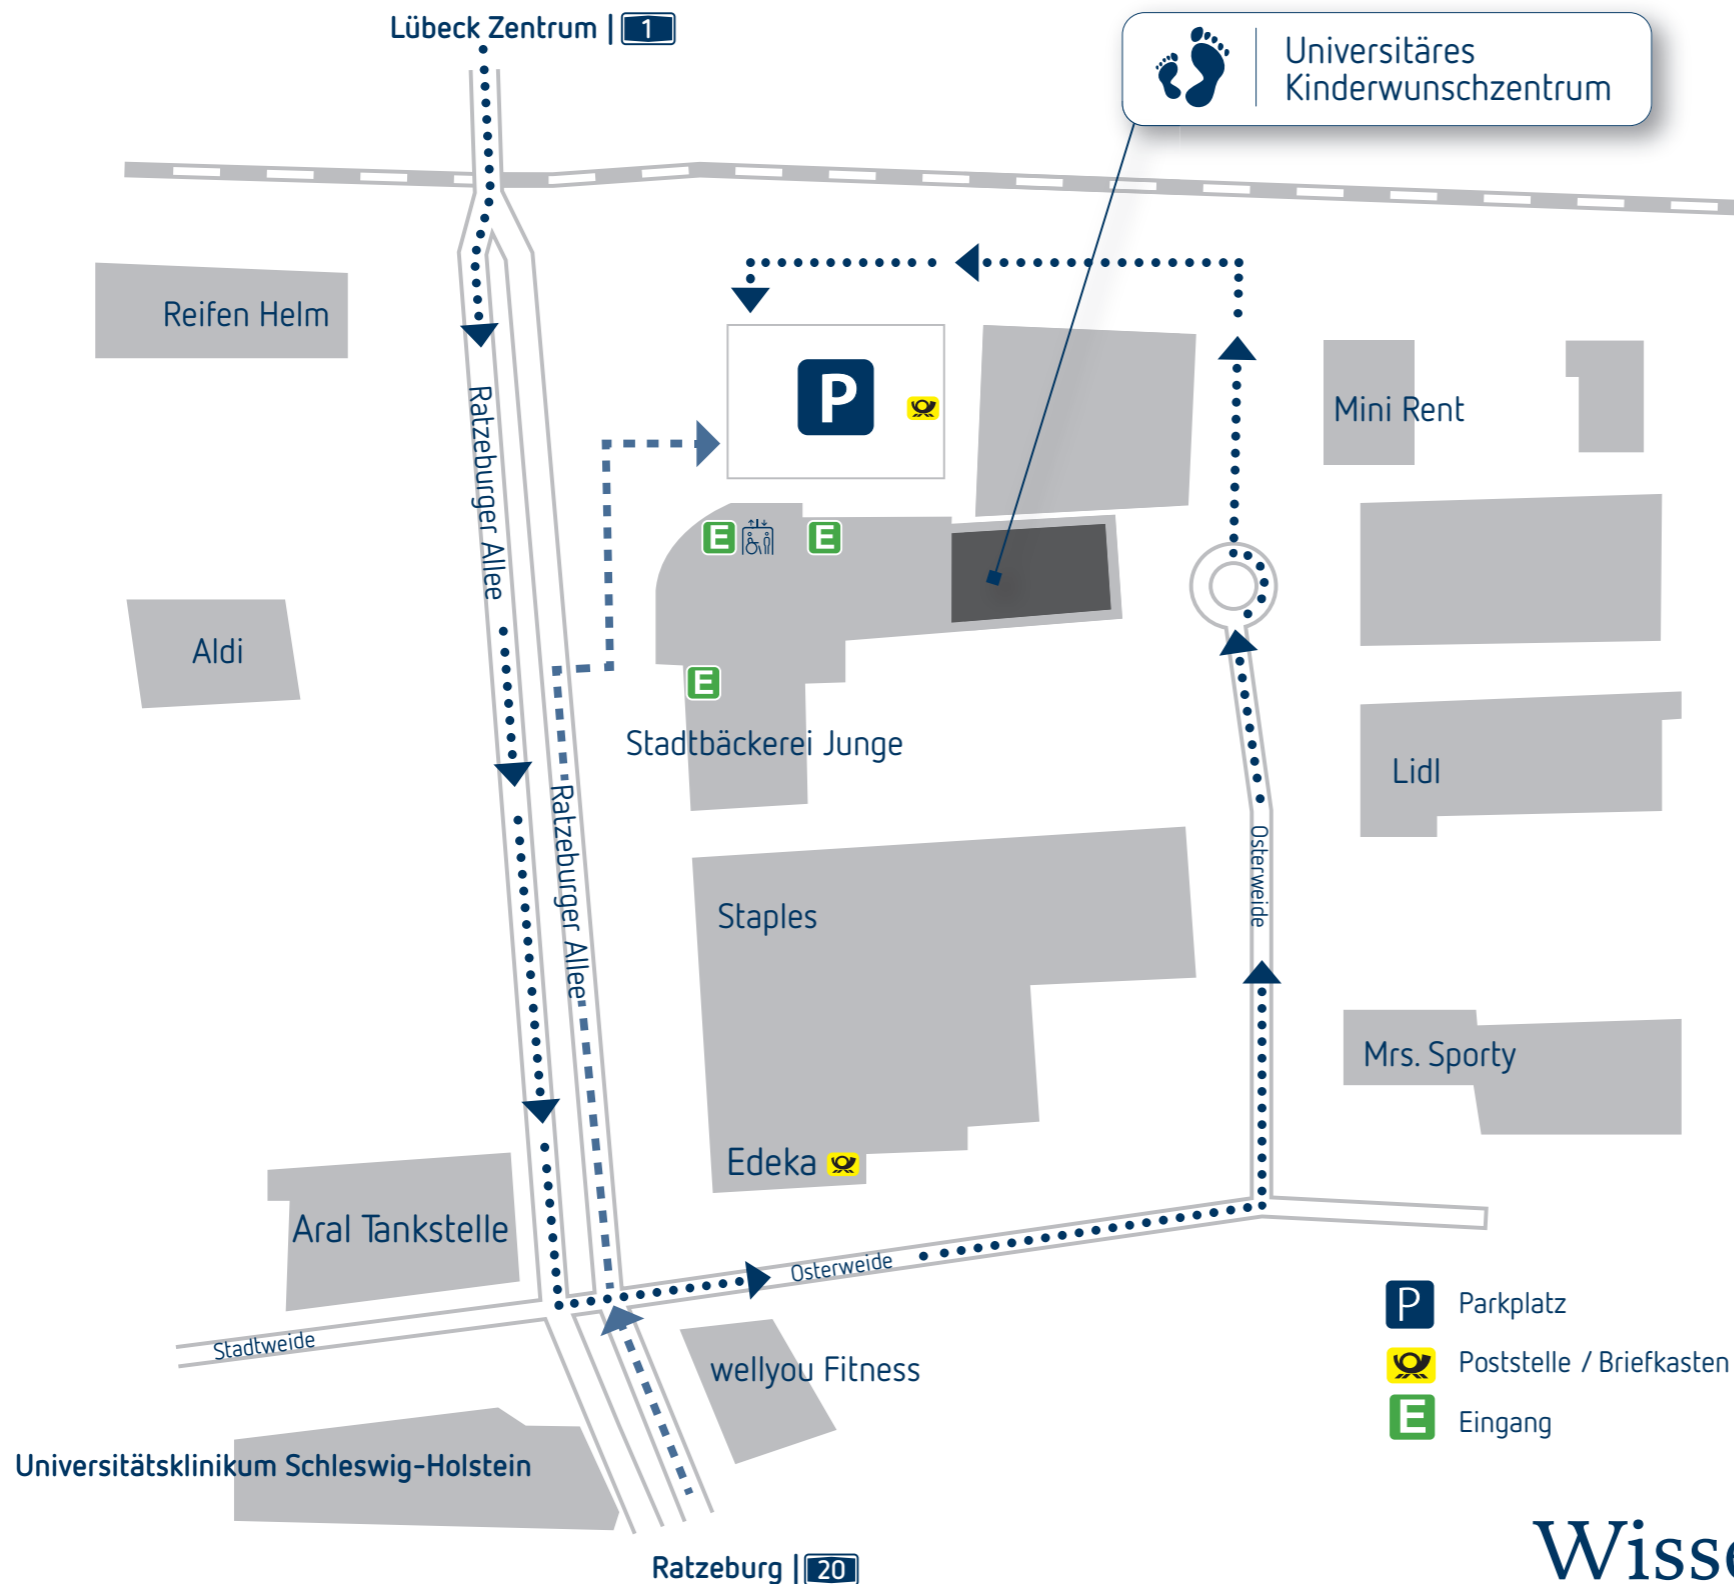 Lübeck Zentrum | 1
Universitäres
Kinderwunschzentrum
Reifen Helm
P
Mini Rent
Ratzeburger Allee
E
E
Aldi
E
Stadtbäckerei Junge
Lidl
Ratzeburger Allee
Osterweide
Staples
Mrs. Sporty
Edeka
Aral Tankstelle
Osterweide
Stadtweide
wellyou Fitness
P Parkplatz
Poststelle / Briefkasten
E Eingang
Universitätsklinikum Schleswig-Holstein
Ratzeburg | 20